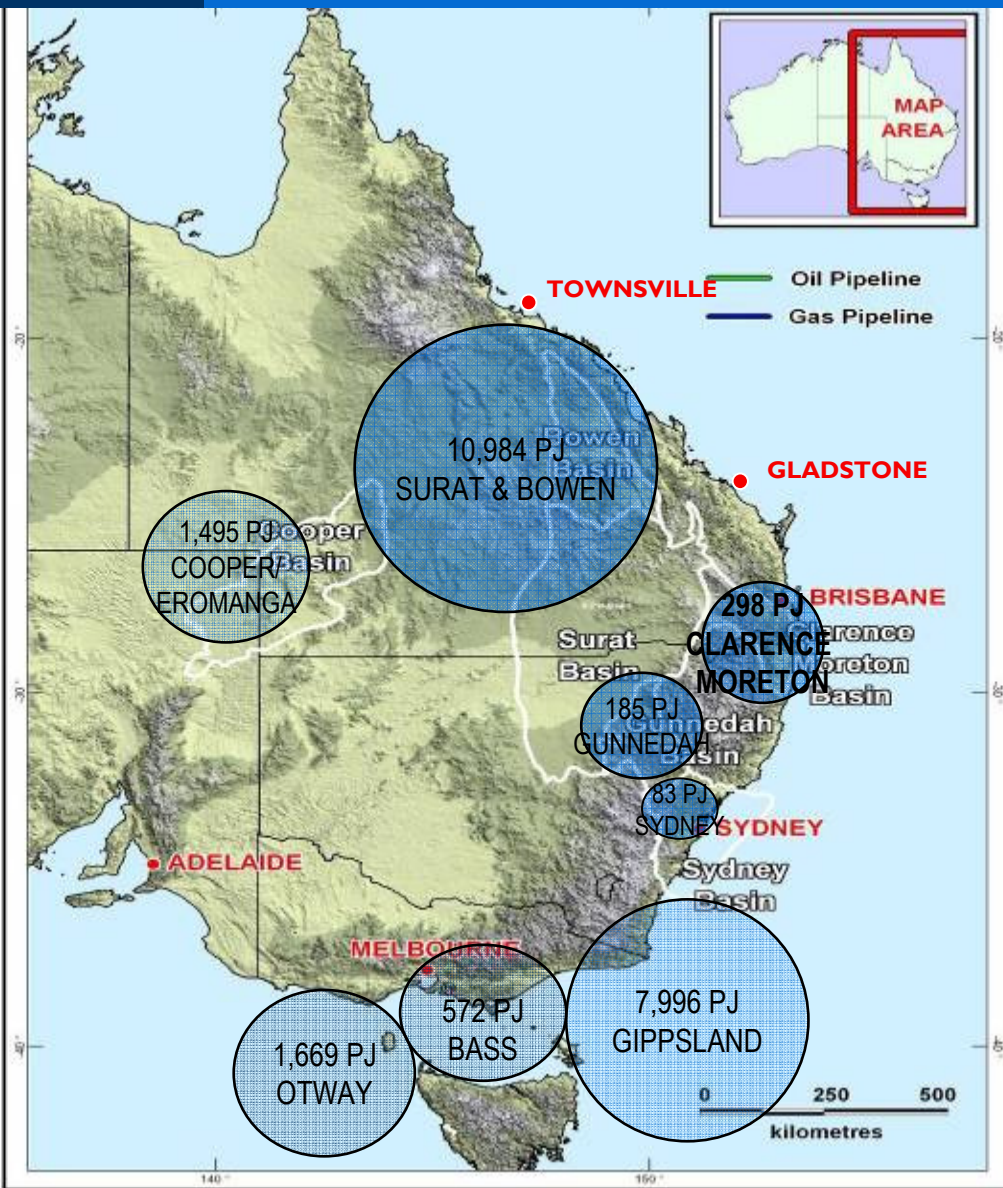 MAP
AREA
Oil Pipeline
Gas Pipeline
TOWNSVILLE
Bowen
Basin
10,984 PJ
SURAT & BOWEN
GLADSTONE
Cooper
Basin
1,495 PJ
COOPER/
EROMANGA
BRISBANE
298 PJ
CLARENCE
MORETON
Clarence
Moreton
Basin
Surat
Basin
185 PJ
GUNNEDAH
Gunnedah
Basin
83 PJ
SYDNEY
SYDNEY
Sydney
Basin
ADELAIDE
MELBOURNE
572 PJ
BASS
7,996 PJ
GIPPSLAND
1,669 PJ
OTWAY
0 250 500
kilometres
140° 150°